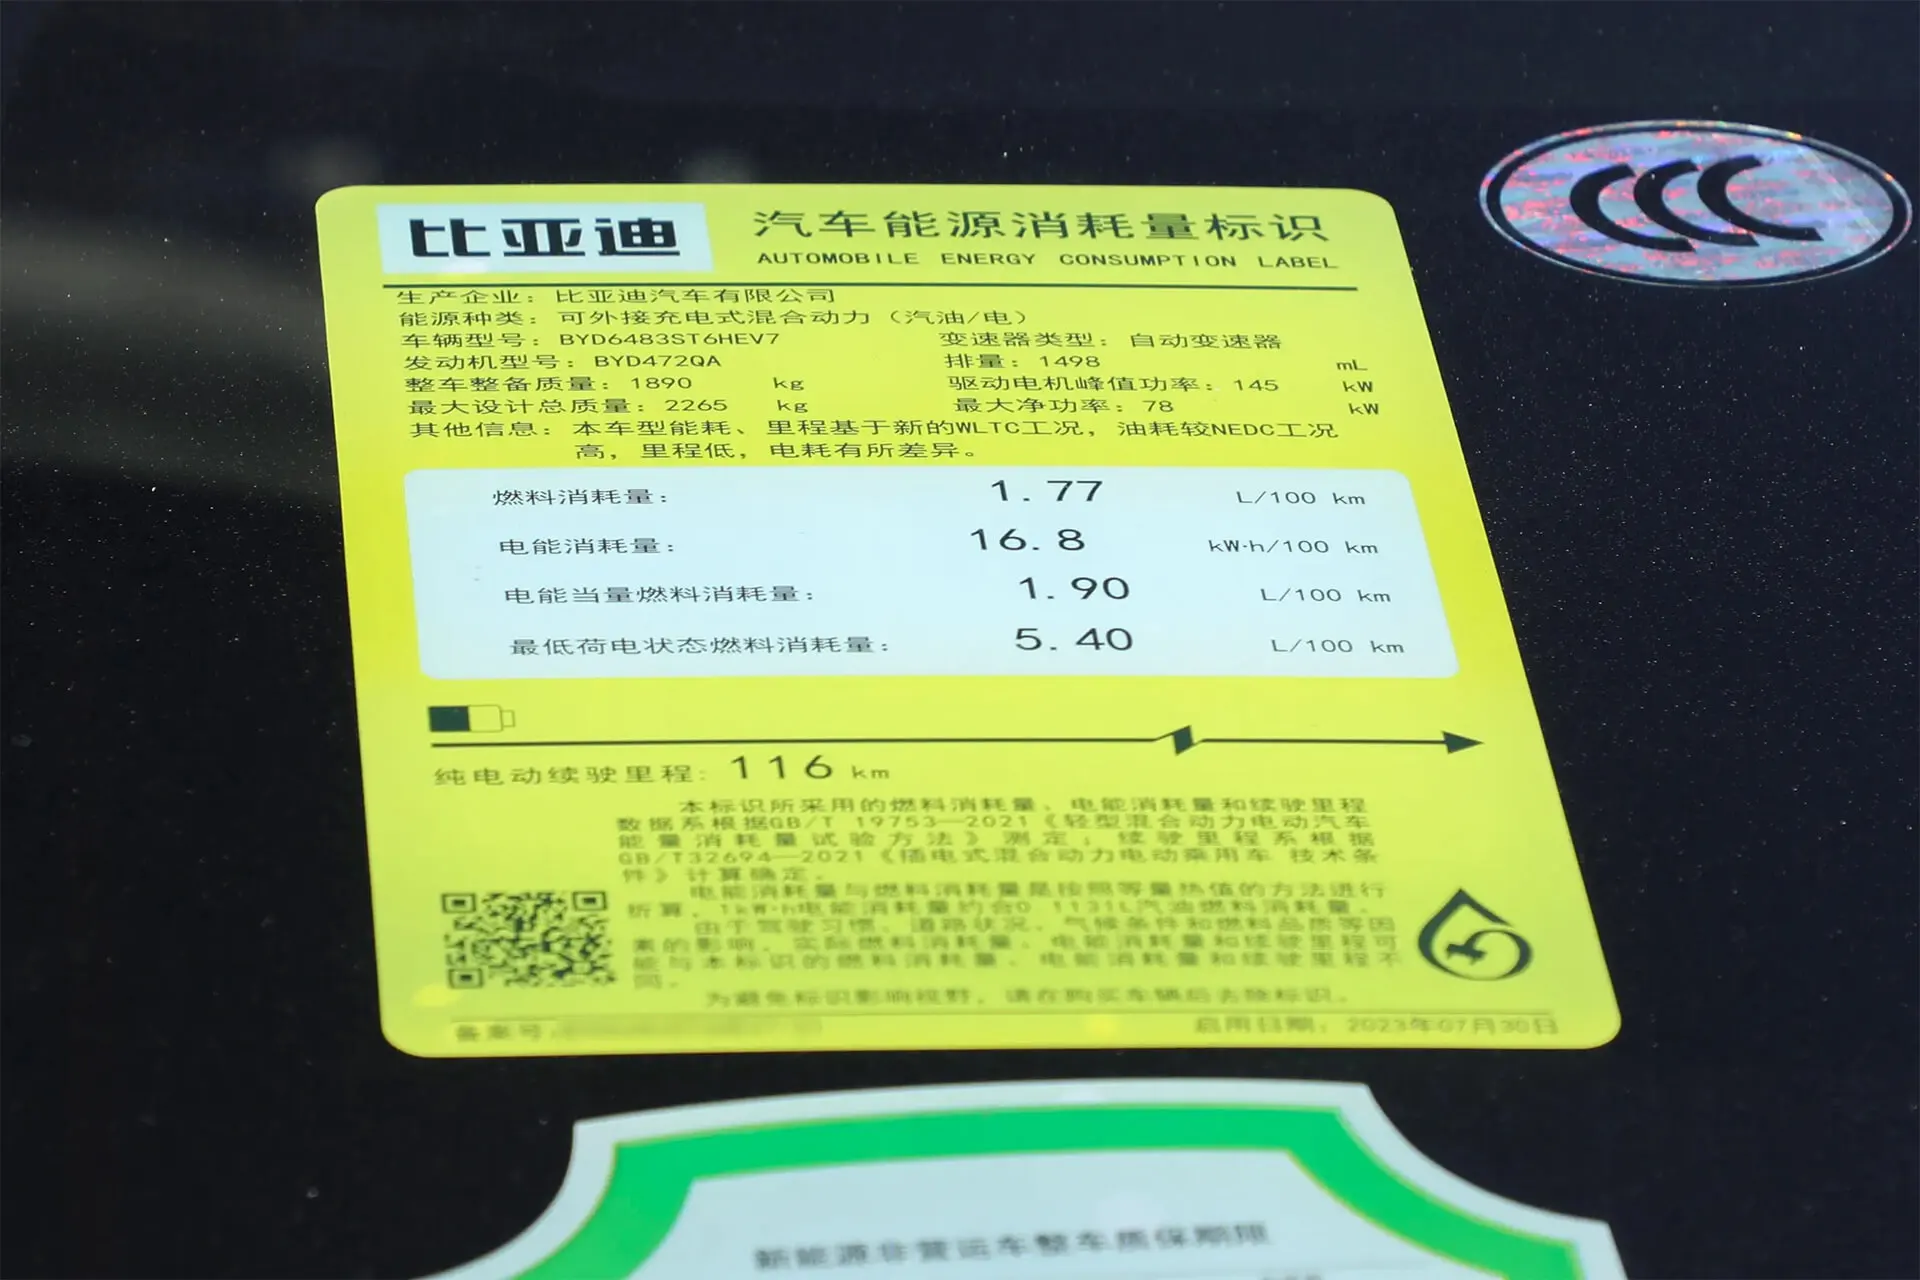 比亚迪 汽车能源消耗量标识
AUTOMOBILE ENERGY CONSUMPTION LABEL
生产企业：比亚迪汽车有限公司
能源种类：可外接充电式混合动力（汽油/电）
车辆型号：BYD6483ST6HEV7 变速器类型：自动变速器
发动机型号：BYD472QA 排量：1498 mL
整车整备质量：1890 kg 驱动电机峰值功率：145 kW
最大设计总质量：2265 kg 最大净功率：78 kW
其他信息：本车型能耗、里程基于新的WLTC工况，油耗较NEDC工况
高，里程低，电耗有所差异。
燃料消耗量： 1.77 L/100 km
电能消耗量： 16.8 kW·h/100 km
电能当量燃料消耗量： 1.90 L/100 km
最低荷电状态燃料消耗量： 5.40 L/100 km
纯电动续驶里程：116 km
本标识所采用的燃料消耗量、电能消耗量和续驶里程
数据系根据GB/T 19753—2021《轻型混合动力电动汽车
能量消耗量试验方法》测定；续驶里程系根据
GB/T32694—2021《插电式混合动力电动乘用车 技术条
件》计算确定。
电能消耗量与燃料消耗量是按照等量热值的方法进行
折算，1kW·h电能消耗量约合0.1131L汽油燃料消耗量。
由于驾驶习惯、道路状况、气候条件和燃料品质等因
素的影响，实际燃料消耗量、电能消耗量和续驶里程可
能与本标识的燃料消耗量、电能消耗量和续驶里程不
同。
为避免标识影响视野，请在购买车辆后去除标识。
备案号： 启用日期：2023年07月30日
CCC
新能源非营运车整车质保期限